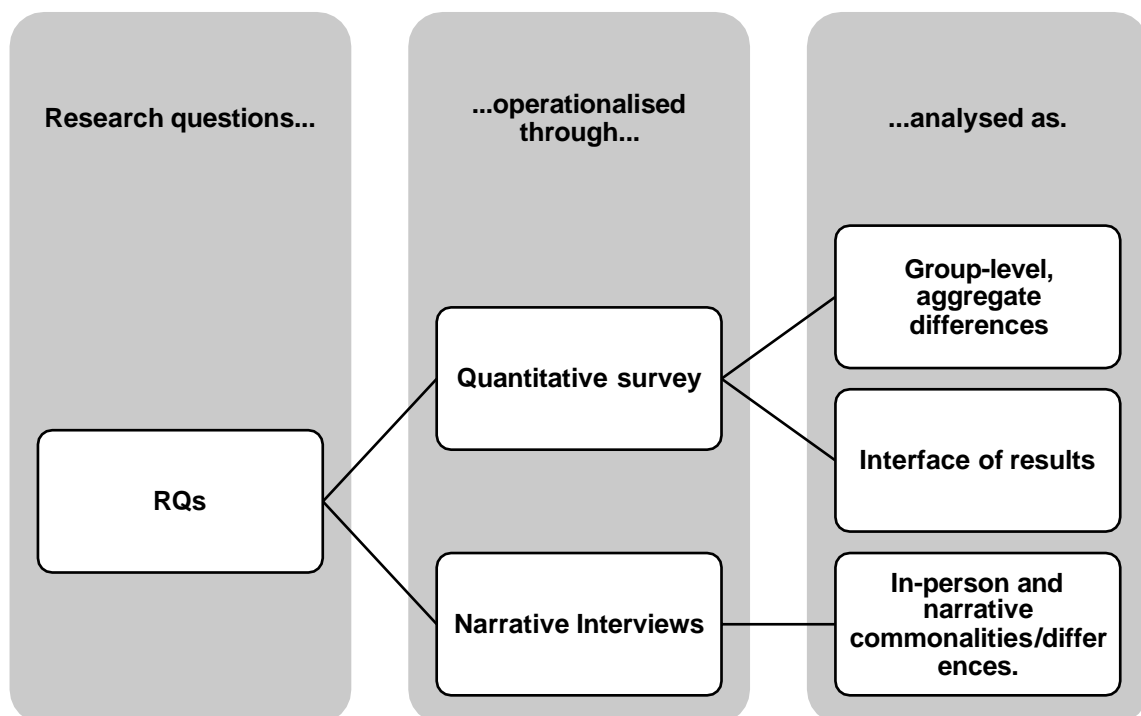 Research questions...
...operationalised
through...
...analysed as.
Group-level,
aggregate
differences
Quantitative survey
Interface of results
RQs
Narrative Interviews
In-person and
narrative
commonalities/differ
ences.